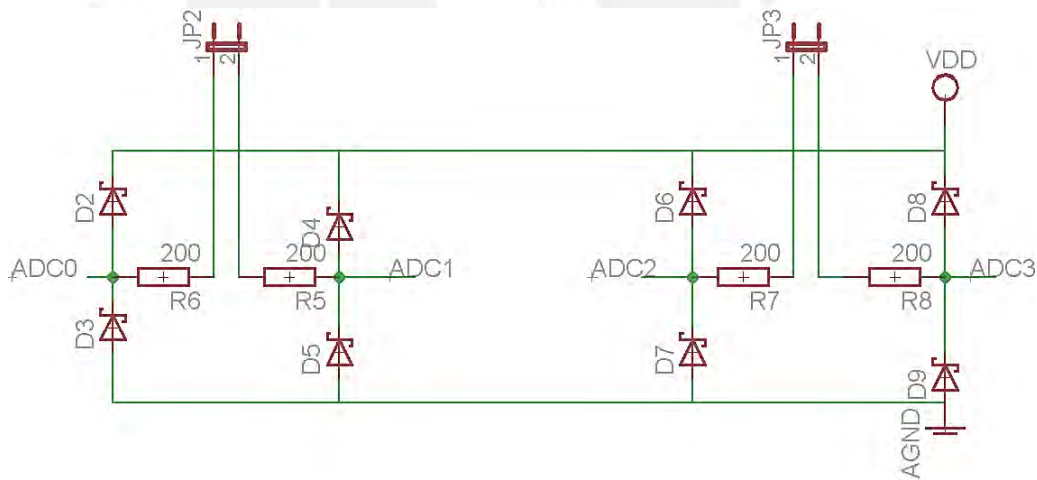 JP2
1
2
JP3
1
2
VDD
D2
D4
D6
D8
200
200
200
200
ADC0
ADC1
ADC2
ADC3
R6
R5
R7
R8
D3
D5
D7
D9
AGND